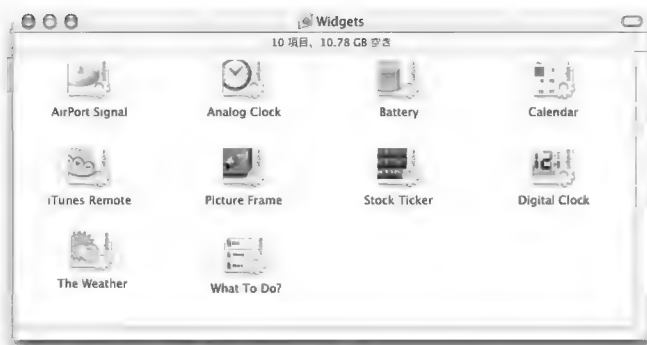 Widgets
10 項目、10.78 GB 空き
AirPort Signal Analog Clock Battery Calendar
iTunes Remote Picture Frame Stock Ticker Digital Clock
The Weather What To Do?